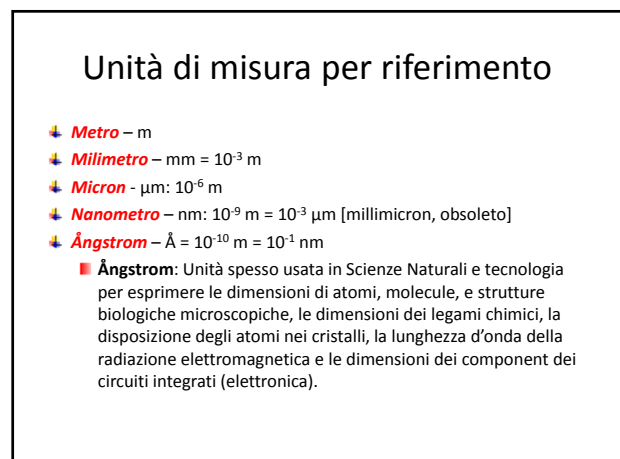 Unità di misura per riferimento
Metro – m
Milimetro – mm = 10⁻³ m
Micron - μm: 10⁻⁶ m
Nanometro – nm: 10⁻⁹ m = 10⁻³ μm [millimicron, obsoleto]
Ångstrom – Å = 10⁻¹⁰ m = 10⁻¹ nm
Ångstrom: Unità spesso usata in Scienze Naturali e tecnologia
per esprimere le dimensioni di atomi, molecule, e strutture
biologiche microscopiche, le dimensioni dei legami chimici, la
disposizione degli atomi nei cristalli, la lunghezza d’onda della
radiazione elettromagnetica e le dimensioni dei component dei
circuiti integrati (elettronica).